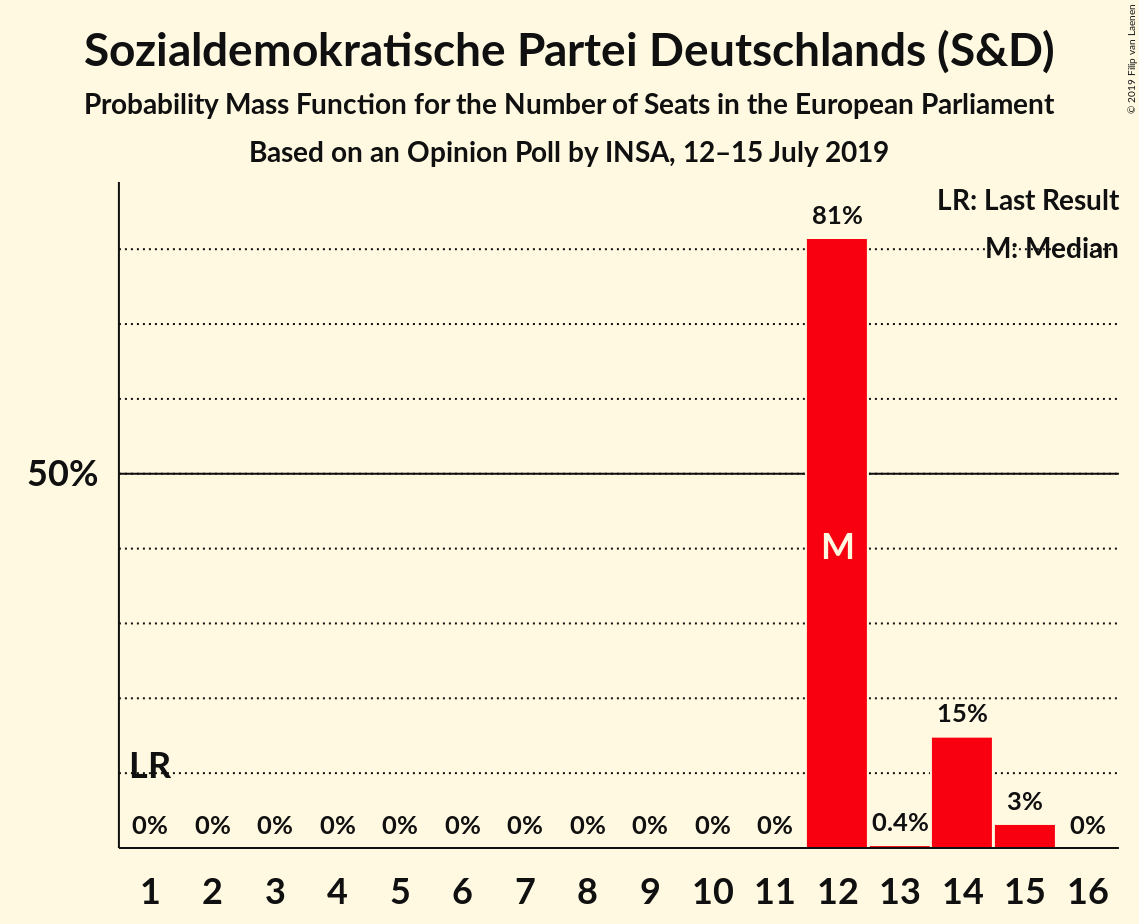 Sozialdemokratische Partei Deutschlands (S&D)
Probability Mass Function for the Number of Seats in the European Parliament
Based on an Opinion Poll by INSA, 12–15 July 2019
© 2019 Filip van Laenen
LR: Last Result
M: Median
81%
50%
M
15%
LR
3%
0% 0% 0% 0% 0% 0% 0% 0% 0% 0% 0% 0.4% 0%
1 2 3 4 5 6 7 8 9 10 11 12 13 14 15 16